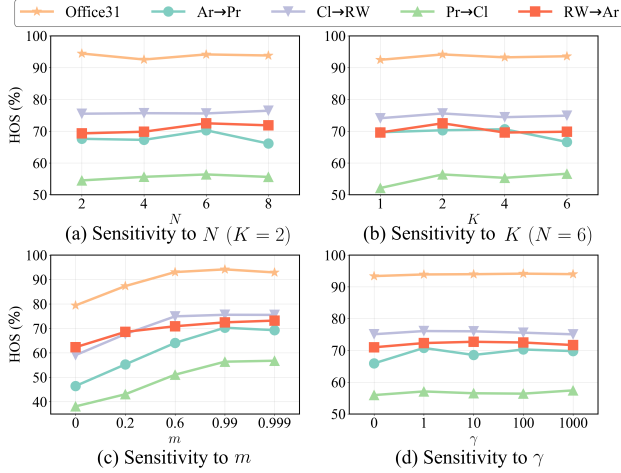 Office31 Ar→Pr Cl→RW Pr→Cl RW→Ar
HOS (%)
100
90
80
70
60
50
2 4 6 8
N
(a) Sensitivity to N (K = 2)
100
90
80
70
60
50
1 2 4 6
K
(b) Sensitivity to K (N = 6)
HOS (%)
100
90
80
70
60
50
40
0 0.2 0.6 0.99 0.999
m
(c) Sensitivity to m
100
90
80
70
60
50
0 1 10 100 1000
γ
(d) Sensitivity to γ